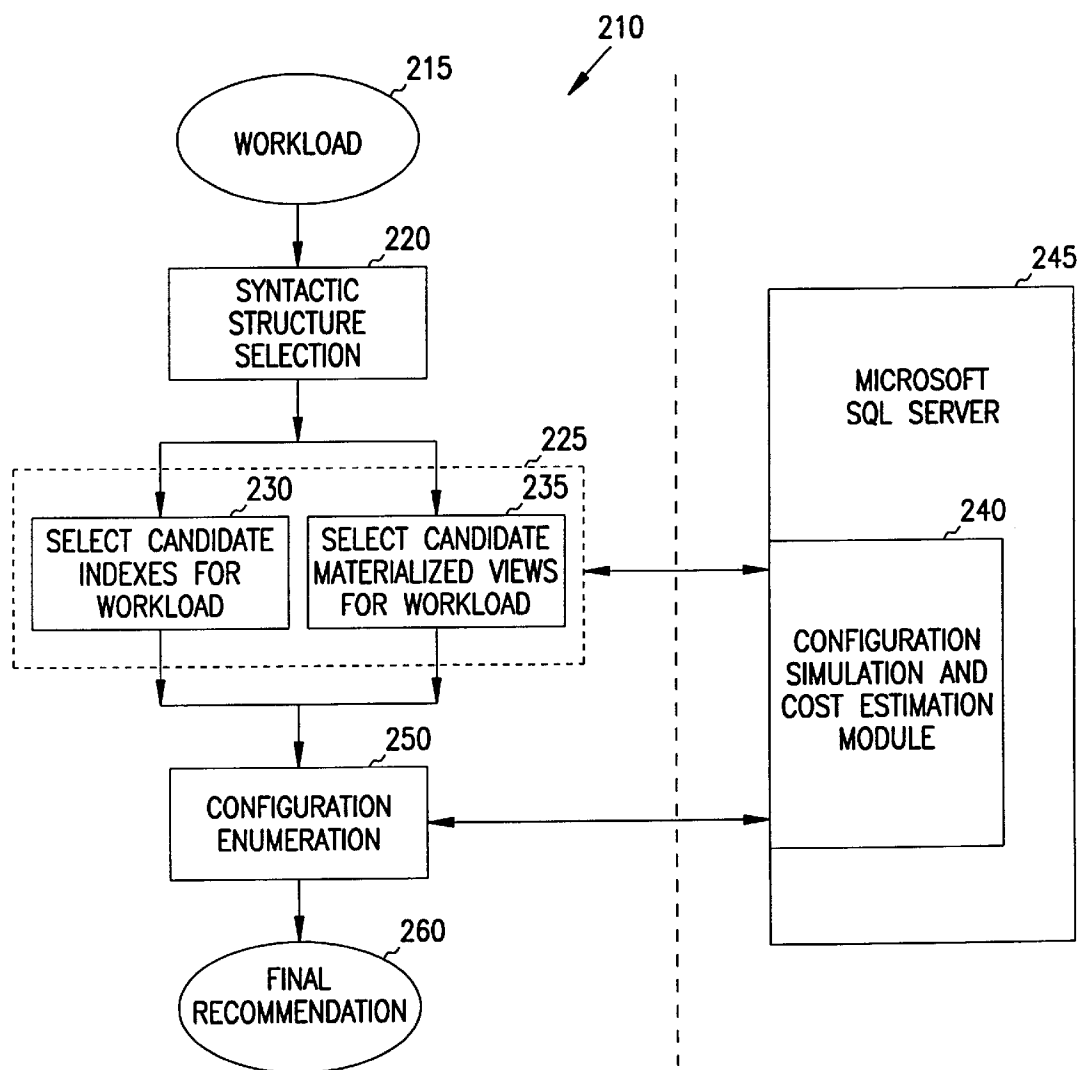 210
215
WORKLOAD
220
SYNTACTIC
STRUCTURE
SELECTION
245
MICROSOFT
SQL SERVER
225
230
SELECT CANDIDATE
INDEXES FOR
WORKLOAD
235
SELECT CANDIDATE
MATERIALIZED VIEWS
FOR WORKLOAD
240
CONFIGURATION
SIMULATION AND
COST ESTIMATION
MODULE
250
CONFIGURATION
ENUMERATION
260
FINAL
RECOMMENDATION